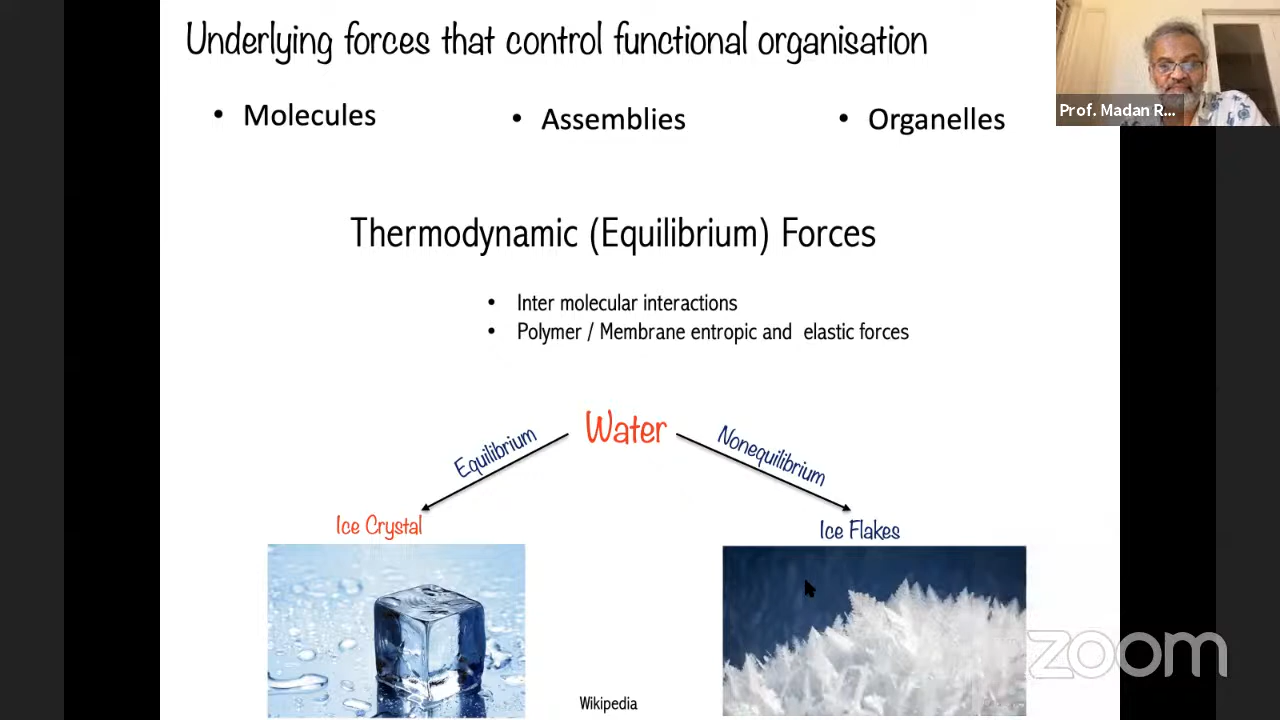 Underlying forces that control functional organisation
Prof. Madan R...
• Molecules
• Assemblies
• Organelles
Thermodynamic (Equilibrium) Forces
• Inter molecular interactions
• Polymer / Membrane entropic and elastic forces
Water
Equilibrium
Nonequilibrium
Ice Crystal
Ice Flakes
Wikipedia
zoom